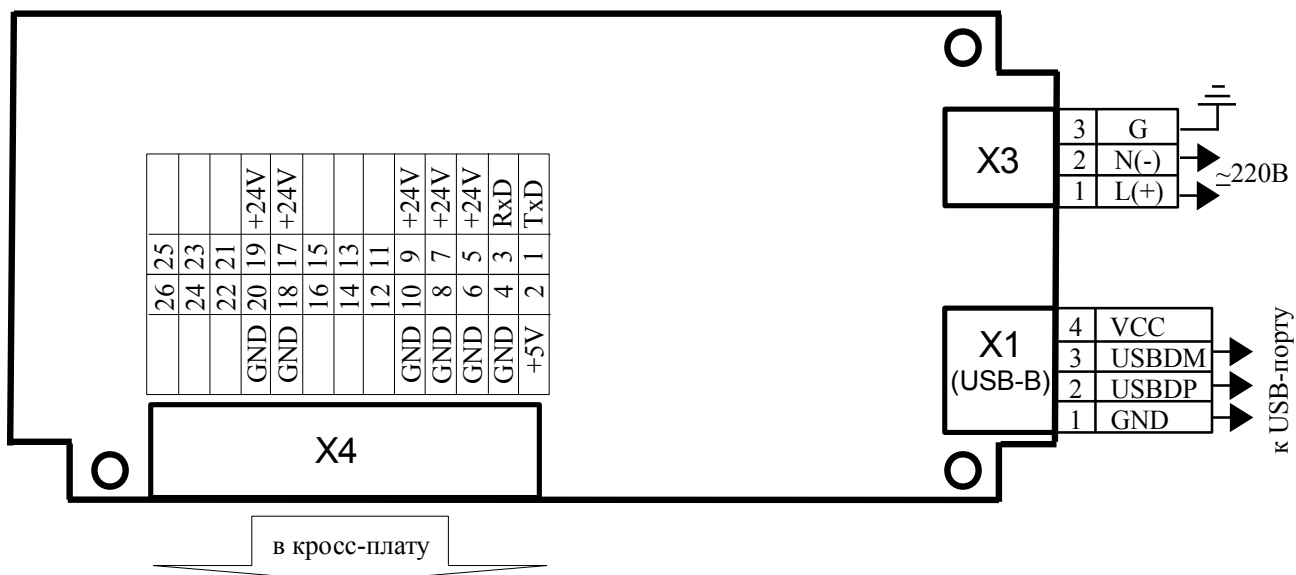 X3
3 G
2 N(-)
1 L(+)
≂220В
+24V +24V +24V +24V +24V RxD TxD
25 23 21 19 17 15 13 11 9 7 5 3 1
26 24 22 20 18 16 14 12 10 8 6 4 2
GND GND GND GND GND GND +5V
X1
(USB-B)
4 VCC
3 USBDM
2 USBDP
1 GND
к USB-порту
X4
в кросс-плату